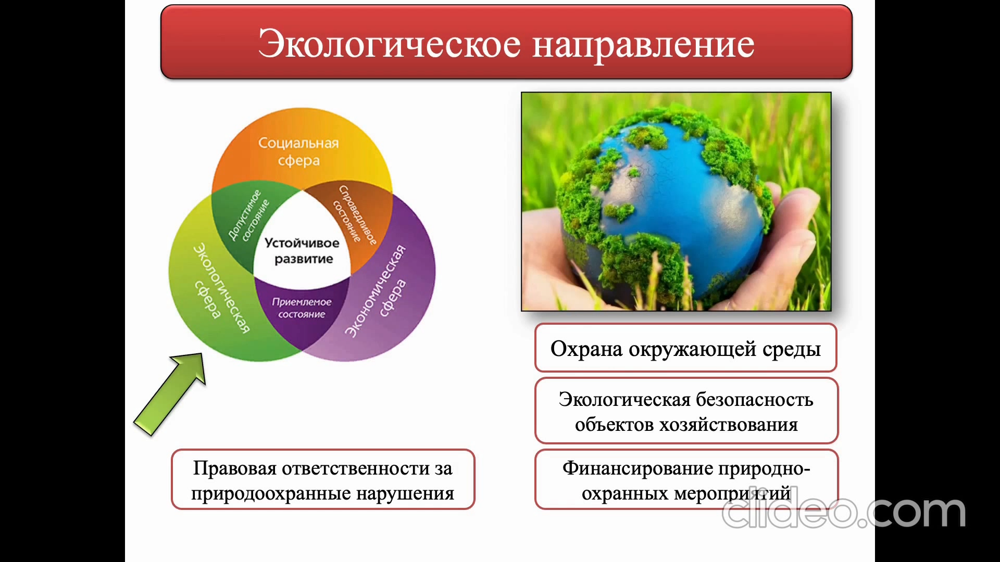 Экологическое направление
Социальная
сфера
Допустимое
состояние
Справедливое
состояние
Устойчивое
развитие
Экологическая
сфера
Приемлемое
состояние
Экономическая
сфера
Охрана окружающей среды
Экологическая безопасность
объектов хозяйствования
Правовая ответственности за
природоохранные нарушения
Финансирование природно-
охранных мероприятий
clideo.com